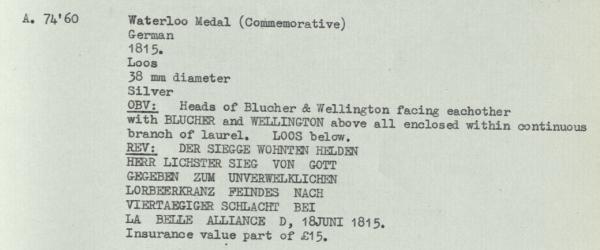 A. 74'60 Waterloo Medal (Commemorative)
German
1815.
Loos
38 mm diameter
Silver
OBV: Heads of Blucher & Wellington facing eachother
with BLUCHER and WELLINGTON above all enclosed within continuous
branch of laurel. LOOS below.
REV: DER SIEGGE WOHNTEN HELDEN
HERR LICHSTER SIEG VON GOTT
GEGEBEN ZUM UNVERWELKLICHEN
LORBEERKRANZ FEINDES NACH
VIERTAEGIGER SCHLACHT BEI
LA BELLE ALLIANCE D, 18JUNI 1815.
Insurance value part of £15.